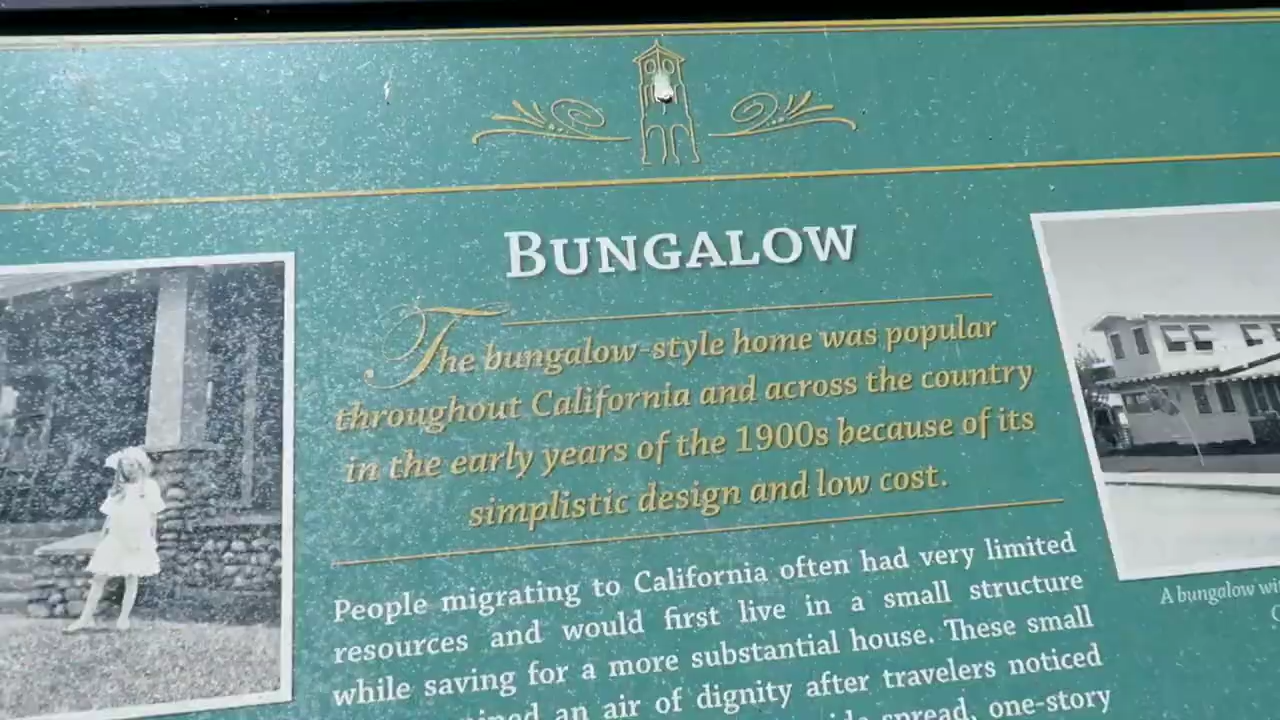 BUNGALOW
The bungalow-style home was popular
throughout California and across the country
in the early years of the 1900s because of its
simplistic design and low cost.
People migrating to California often had very limited
resources and would first live in a small structure
while saving for a more substantial house. These small
an air of dignity after travelers noticed
spread, one-story
A bungalow